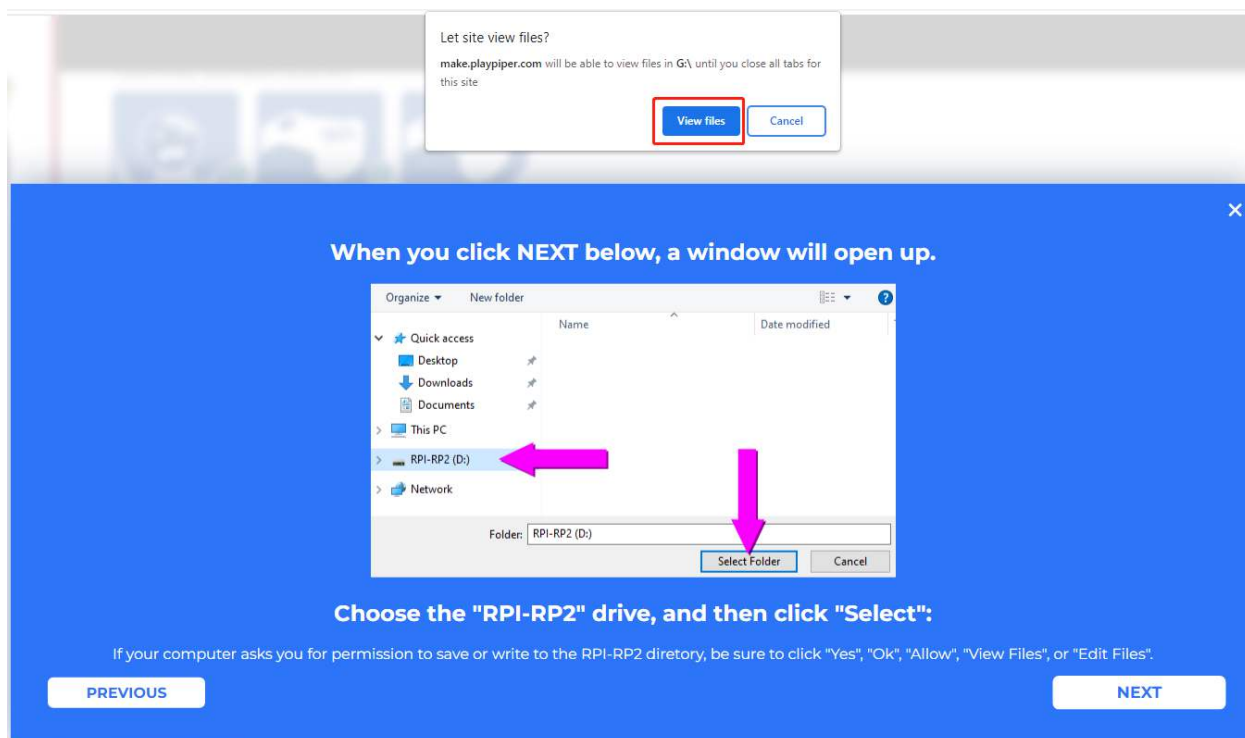 Let site view files?
make.playpiper.com will be able to view files in G:\ until you close all tabs for
this site
View files
Cancel
×
When you click NEXT below, a window will open up.
Organize
New folder
?
Name
Date modified
Quick access
Desktop
Downloads
Documents
This PC
RPI-RP2 (D:)
Network
Folder:
RPI-RP2 (D:)
Select Folder
Cancel
Choose the "RPI-RP2" drive, and then click "Select":
If your computer asks you for permission to save or write to the RPI-RP2 diretory, be sure to click "Yes", "Ok", "Allow", "View Files", or "Edit Files".
PREVIOUS
NEXT